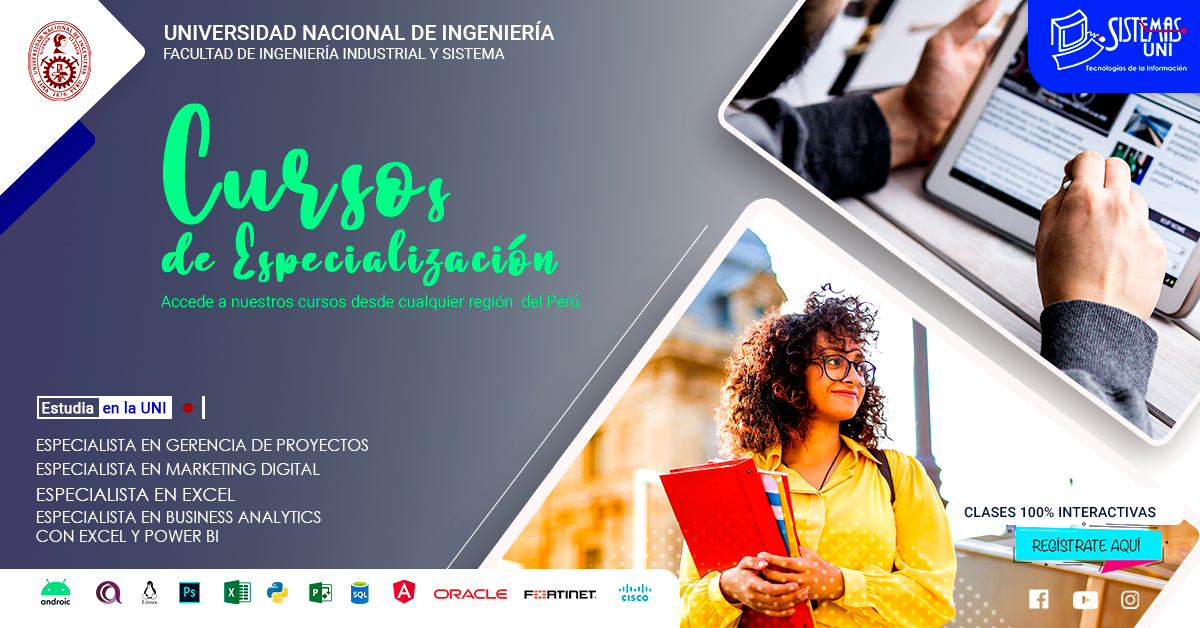 UNIVERSIDAD NACIONAL DE INGENIERÍA
FACULTAD DE INGENIERÍA INDUSTRIAL Y SISTEMA
SISTEMAS
UNI
Tecnologías de la Información
Cursos
de Especialización
Accede a nuestros cursos desde cualquier región del Perú
Estudia en la UNI
ESPECIALISTA EN GERENCIA DE PROYECTOS
ESPECIALISTA EN MARKETING DIGITAL
ESPECIALISTA EN EXCEL
ESPECIALISTA EN BUSINESS ANALYTICS
CON EXCEL Y POWER BI
CLASES 100% INTERACTIVAS
REGÍSTRATE AQUÍ
androic
Linux
Ps
SQL
ORACLE
FORTINET
CISCO